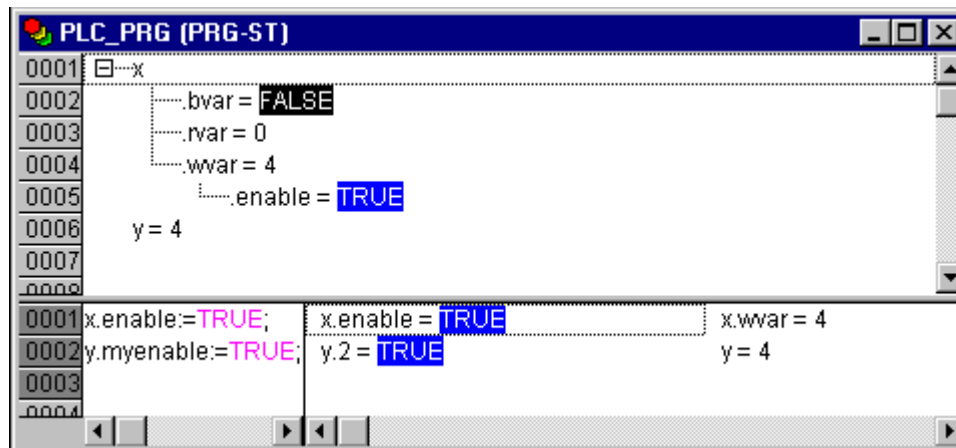 PLC_PRG (PRG-ST)
0001 x
0002 .bvar = FALSE
0003 .rvar = 0
0004 .wvar = 4
0005 .enable = TRUE
0006 y = 4
0007
0008
0001 x.enable:=TRUE; x.enable = TRUE x.wvar = 4
0002 y.myenable:=TRUE; y.2 = TRUE y = 4
0003
0004